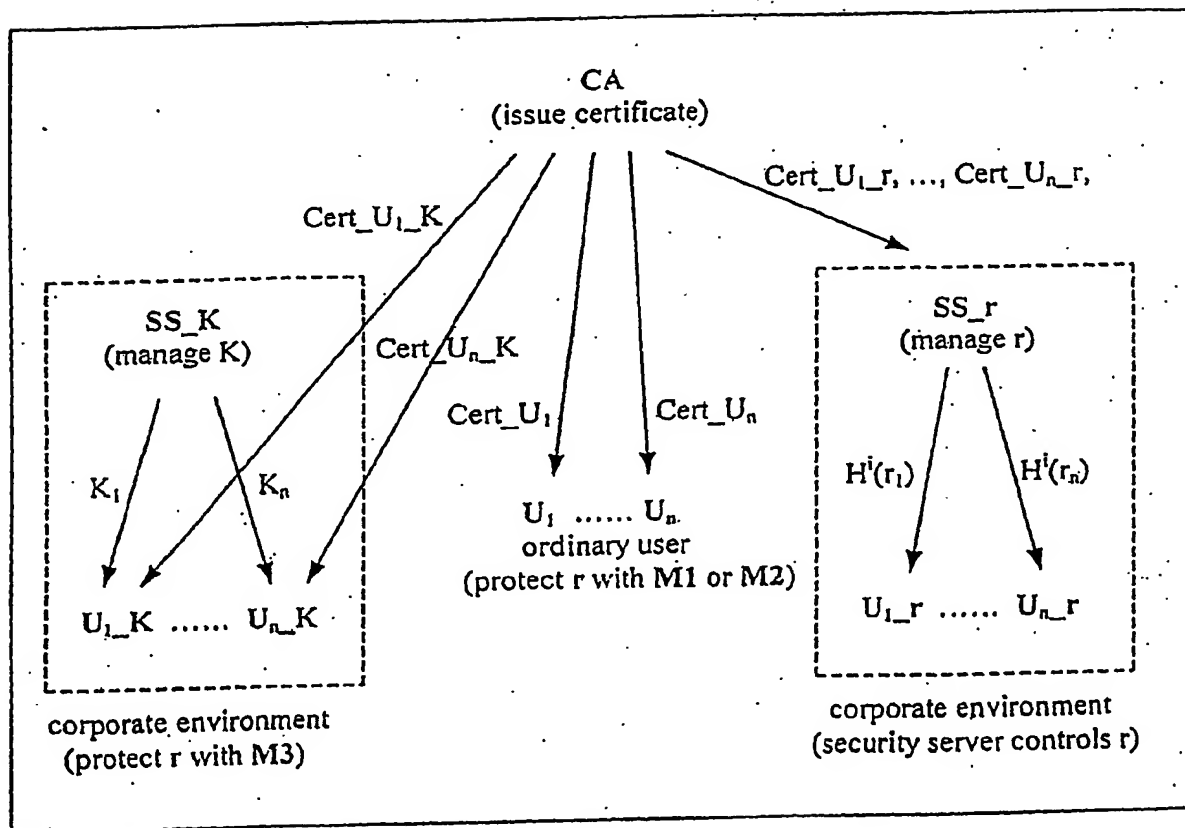 CA
(issue certificate)
Cert_U₁_r, ..., Cert_Uₙ_r,
Cert_U₁_K
SS_K
(manage K)
Cert_Uₙ_K
SS_r
(manage r)
Cert_U₁
Cert_Uₙ
K₁
Kₙ
Hⁱ(r₁)
Hⁱ(rₙ)
U₁ ...... Uₙ
ordinary user
(protect r with M1 or M2)
U₁_K ...... Uₙ_K
U₁_r ...... Uₙ_r
corporate environment
(protect r with M3)
corporate environment
(security server controls r)